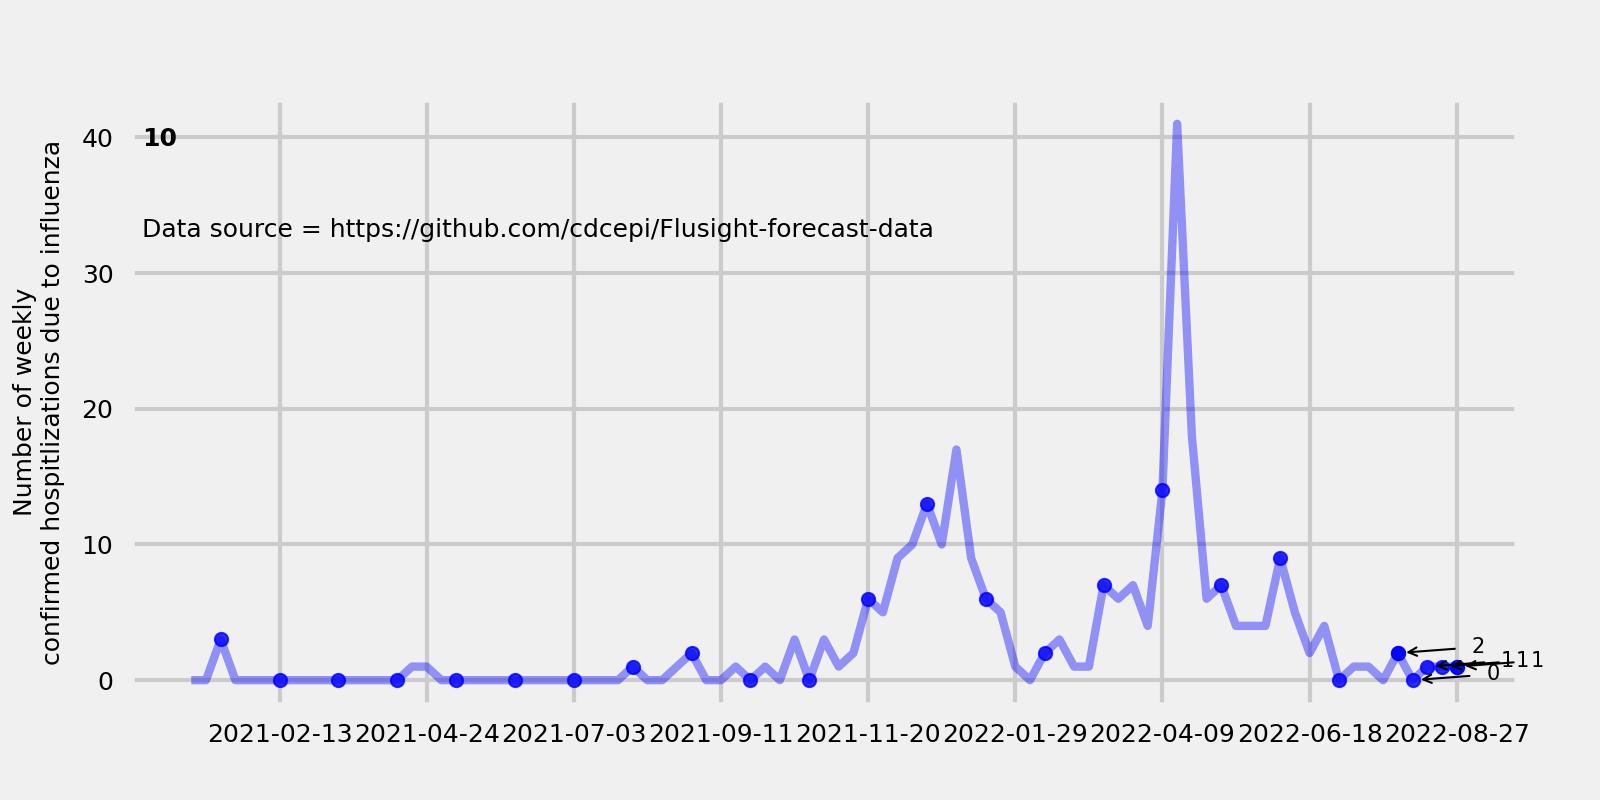 40
10
Data source = https://github.com/cdcepi/Flusight-forecast-data
30
20
10
0
Number of weekly
confirmed hospitlizations due to influenza
2
111
0
2021-02-13 2021-04-24 2021-07-03 2021-09-11 2021-11-20 2022-01-29 2022-04-09 2022-06-18 2022-08-27